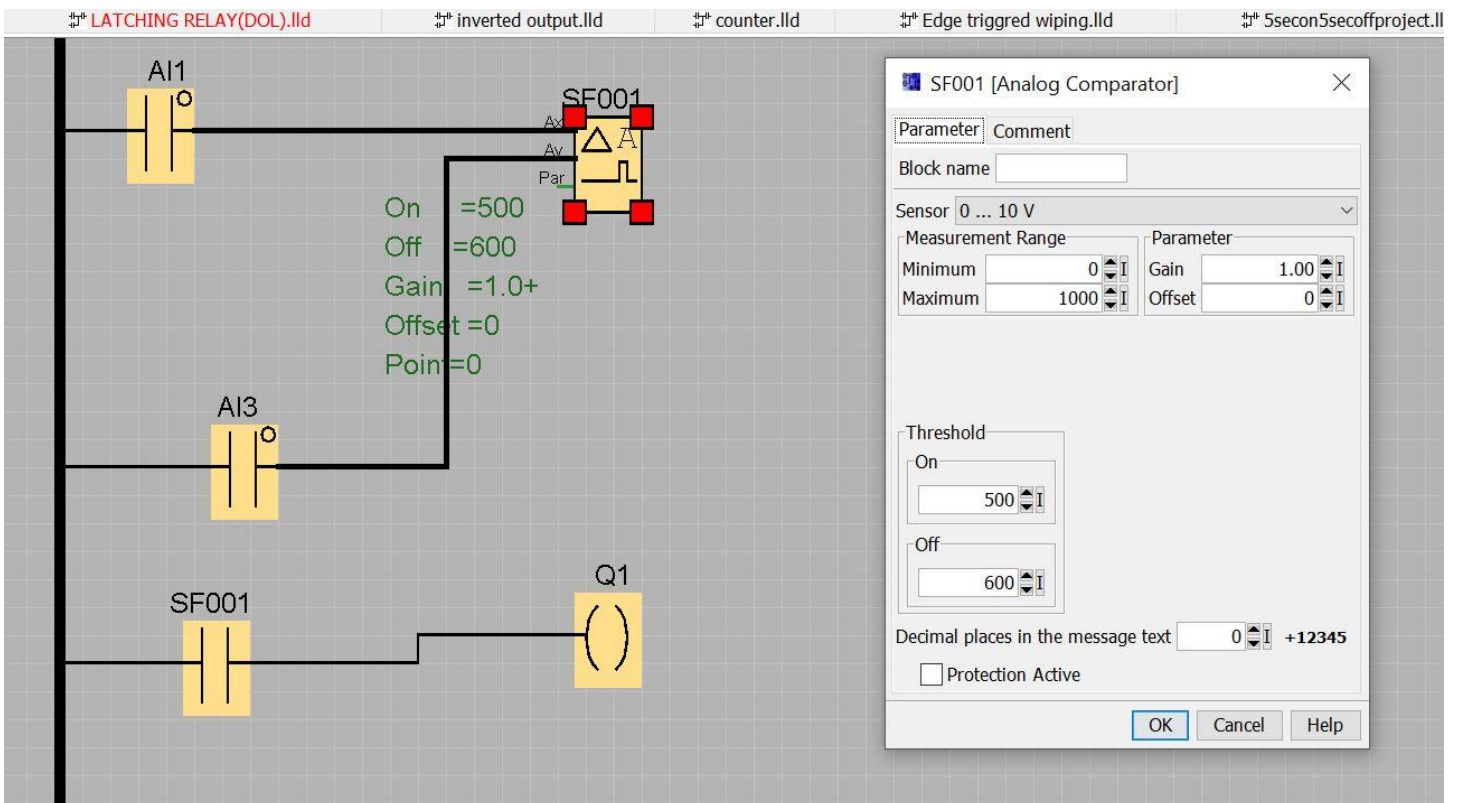 LATCHING RELAY(DOL).lld
inverted output.lld
counter.lld
Edge triggred wiping.lld
5secon5secoffproject.ll
AI1
SF001
Ax
A
Av
Par
On =500
Off =600
Gain =1.0+
Offset =0
Point=0
AI3
SF001
Q1
SF001 [Analog Comparator]
Parameter Comment
Block name
Sensor 0 ... 10 V
Measurement Range
Minimum 0
Maximum 1000
Parameter
Gain 1.00
Offset 0
Threshold
On
500
Off
600
Decimal places in the message text 0 +12345
Protection Active
OK Cancel Help